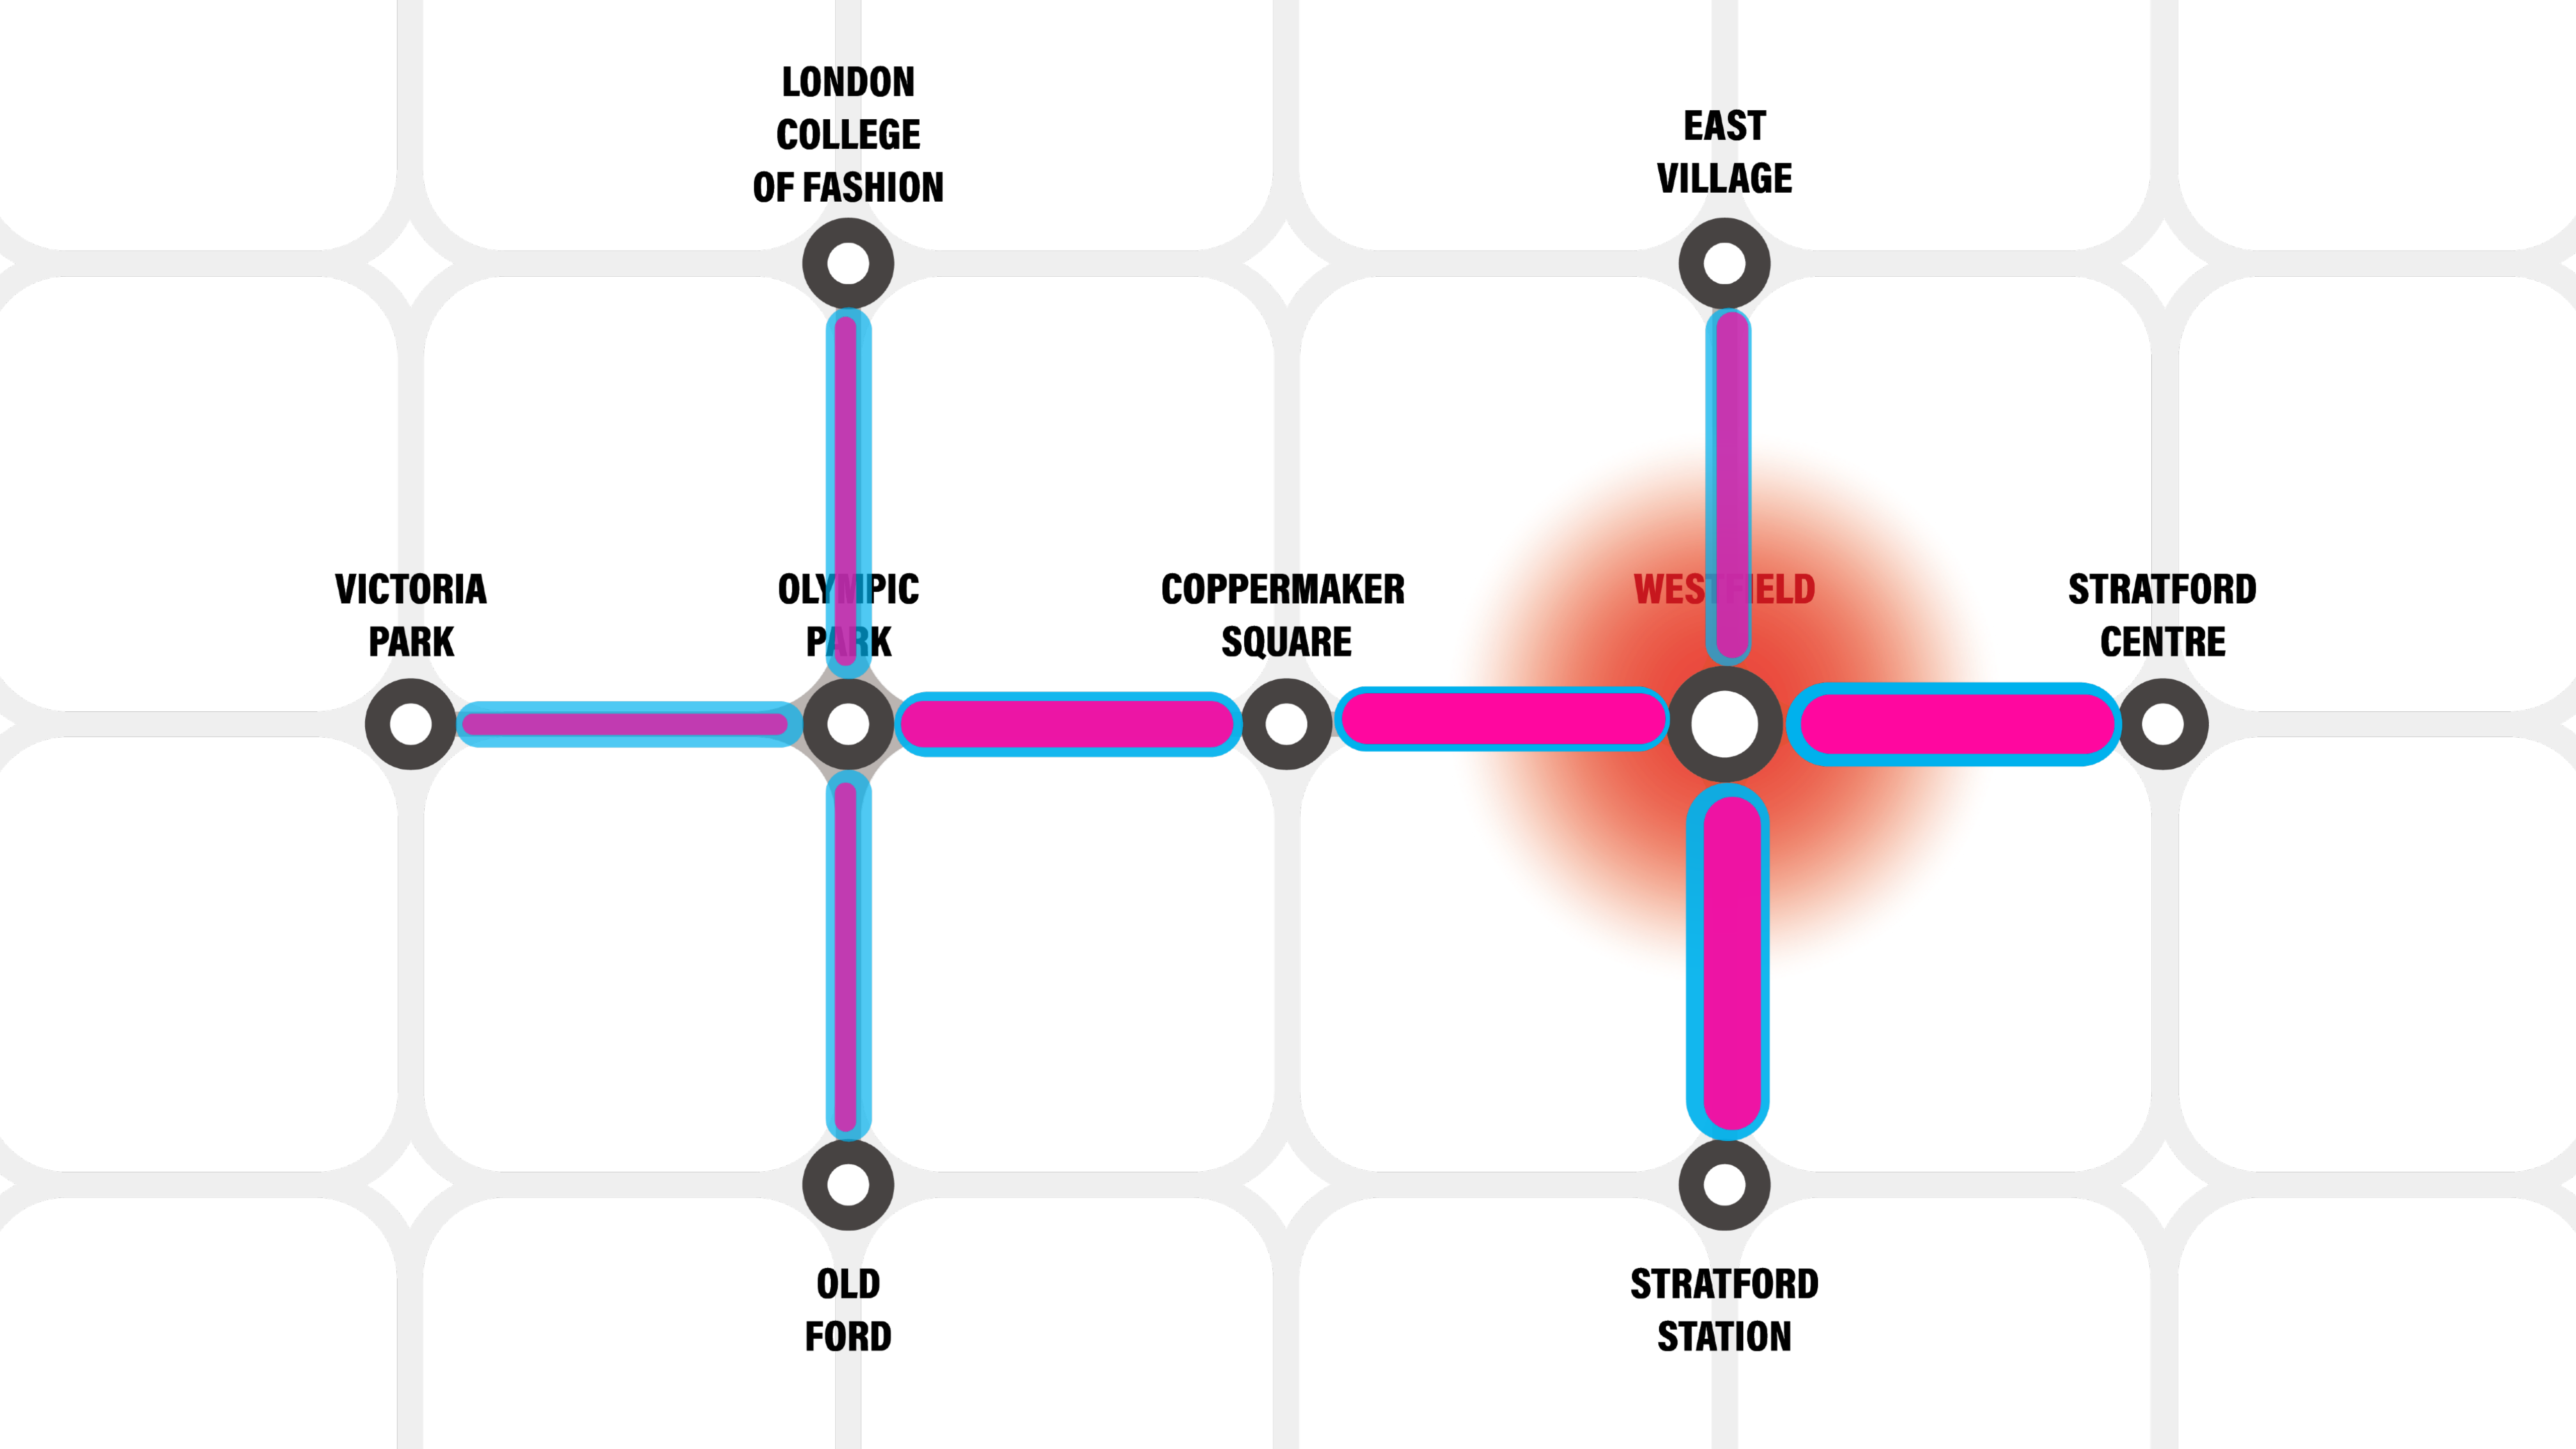 LONDON
COLLEGE
OF FASHION
EAST
VILLAGE
VICTORIA
PARK
OLYMPIC
PARK
COPPERMAKER
SQUARE
WESTFIELD
STRATFORD
CENTRE
OLD
FORD
STRATFORD
STATION